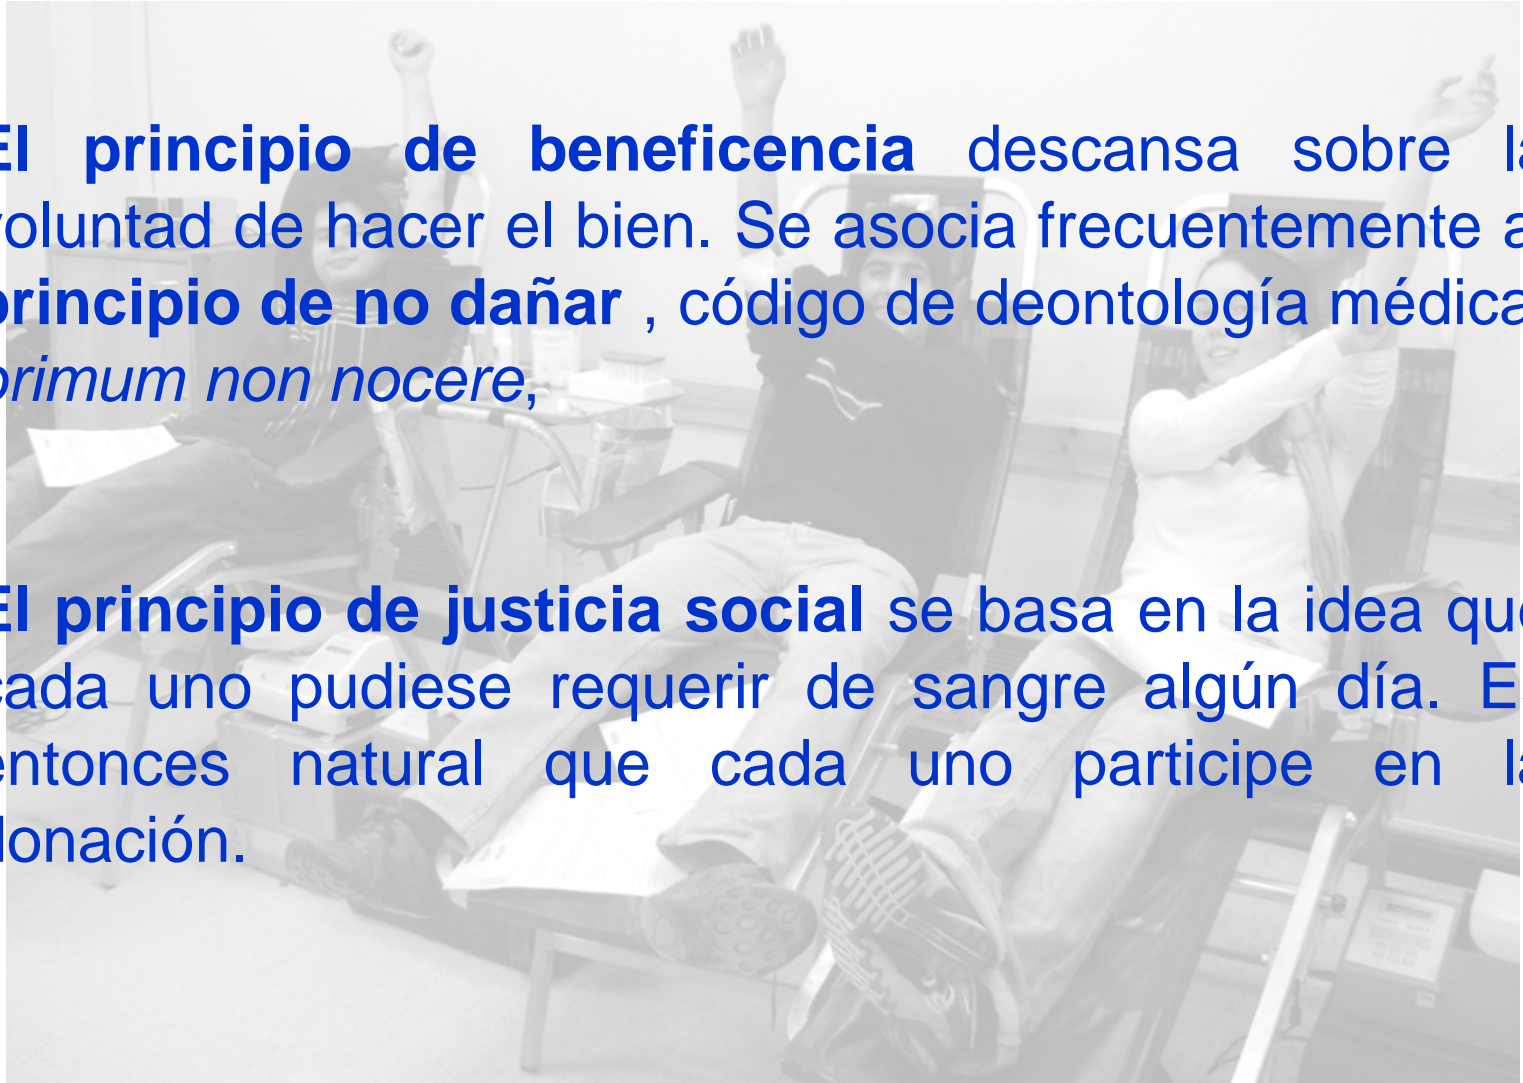 El principio de beneficencia descansa sobre la
voluntad de hacer el bien. Se asocia frecuentemente a
principio de no dañar , código de deontología médica
primum non nocere,
El principio de justicia social se basa en la idea que
cada uno pudiese requerir de sangre algún día. E
entonces natural que cada uno participe en la
donación.